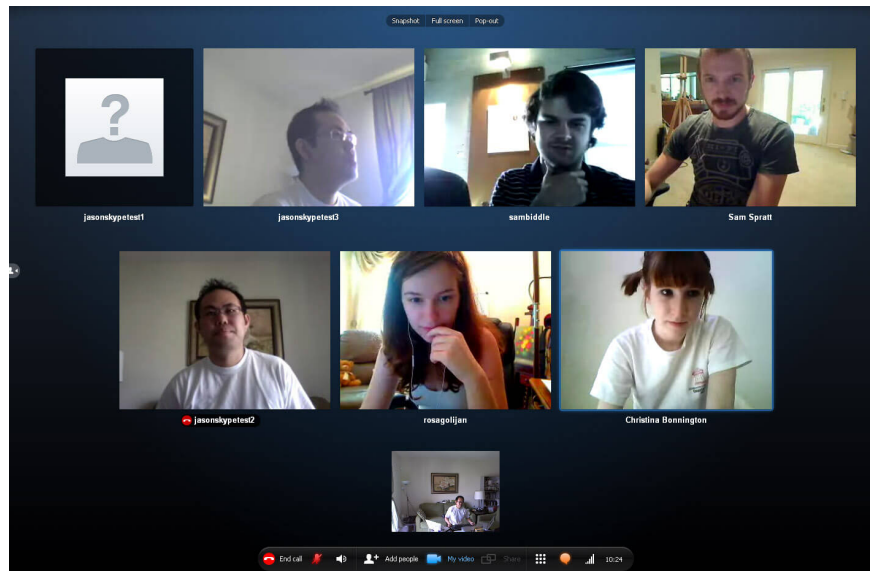 Snapshot Full screen Pop-out
?
jasonskypetest1 jasonskypetest3 sambiddle Sam Spratt
jasonskypetest2 rosagolijan Christina Bonnington
End call Add people My video Share 10:24